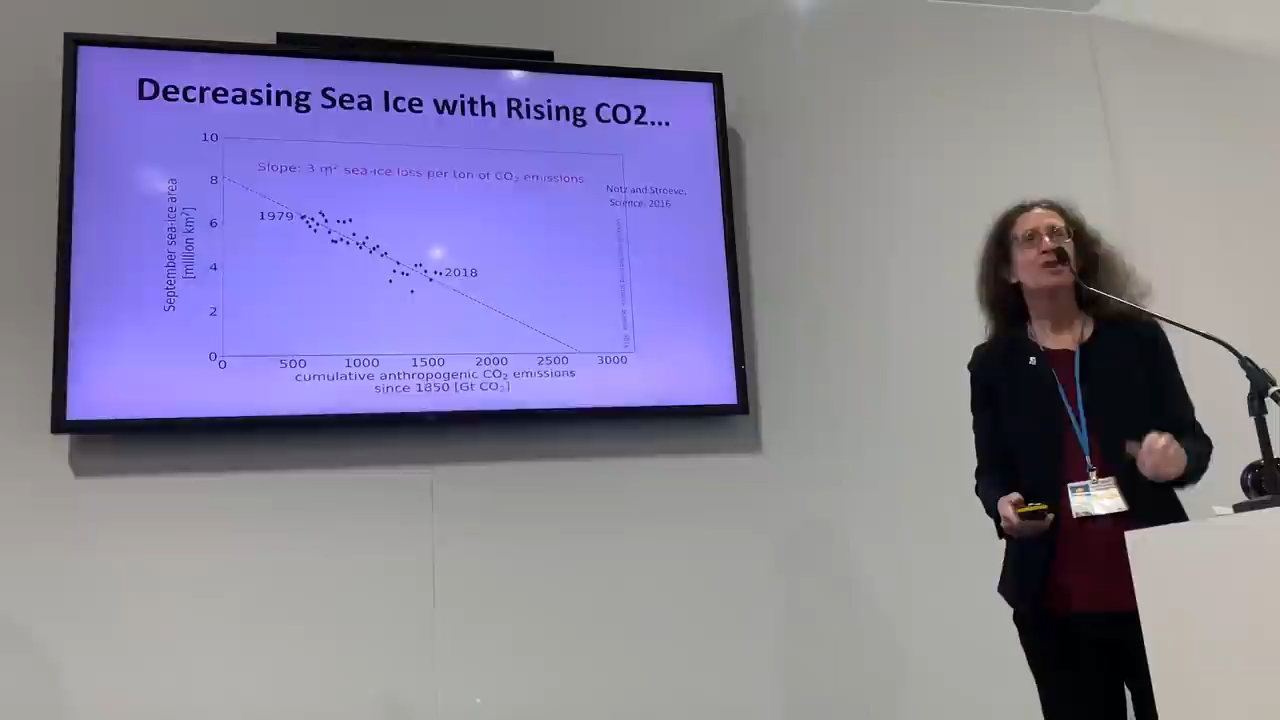 Decreasing Sea Ice with Rising CO2...
10
Slope: 3 m² sea-ice loss per ton of CO₂ emissions
8
Notz and Stroeve,
Science, 2016
1979
6
September sea-ice area
[million km²]
4
2018
2
0
0 500 1000 1500 2000 2500 3000
cumulative anthropogenic CO₂ emissions
since 1850 [Gt CO₂]